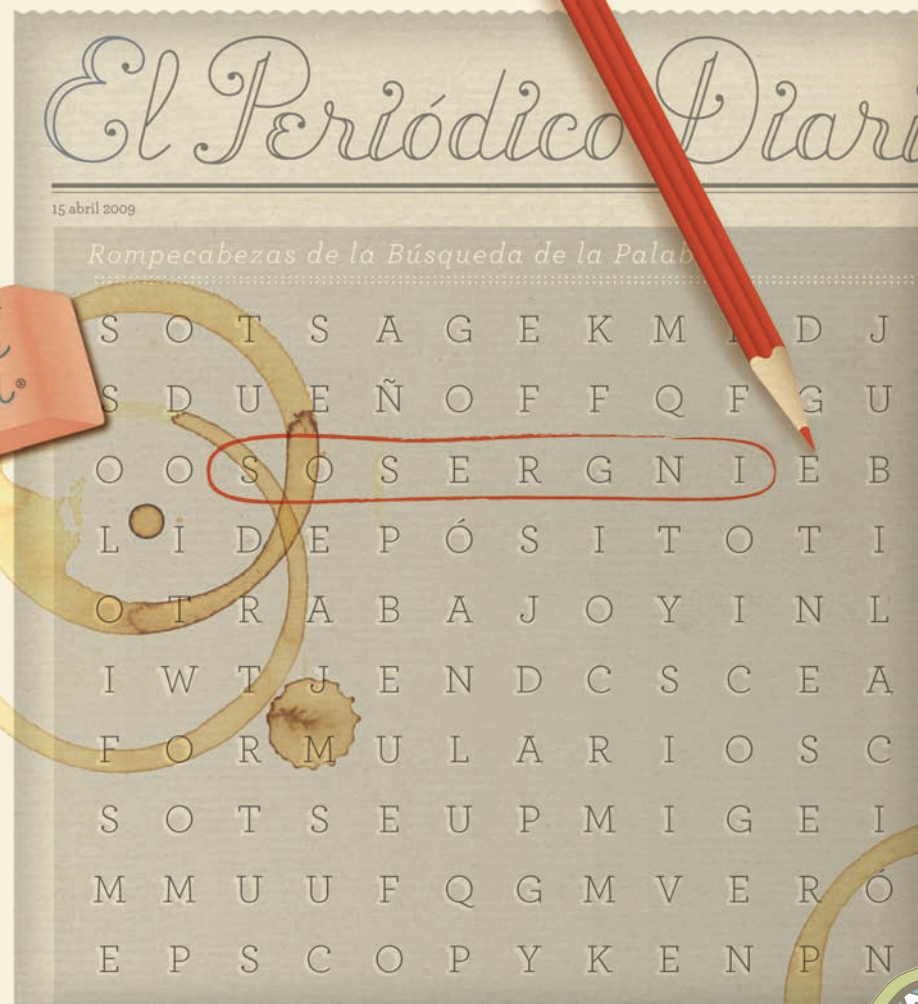 El Periódico
15 abril 2009
Rompecabezas de la Búsqueda de la
S O T S A G E K M D J
S D U E Ñ O F F Q F G U
O O S O S E R G N I E B
L I D E P Ó S I T O T I
O T R A B A J O Y I N L
I W T J E N D C S C E A
F O R M U L A R I O S C
S O T S E U P M I G E I
M M U U F Q G M V E R Ó
E P S C O P Y K E N P N